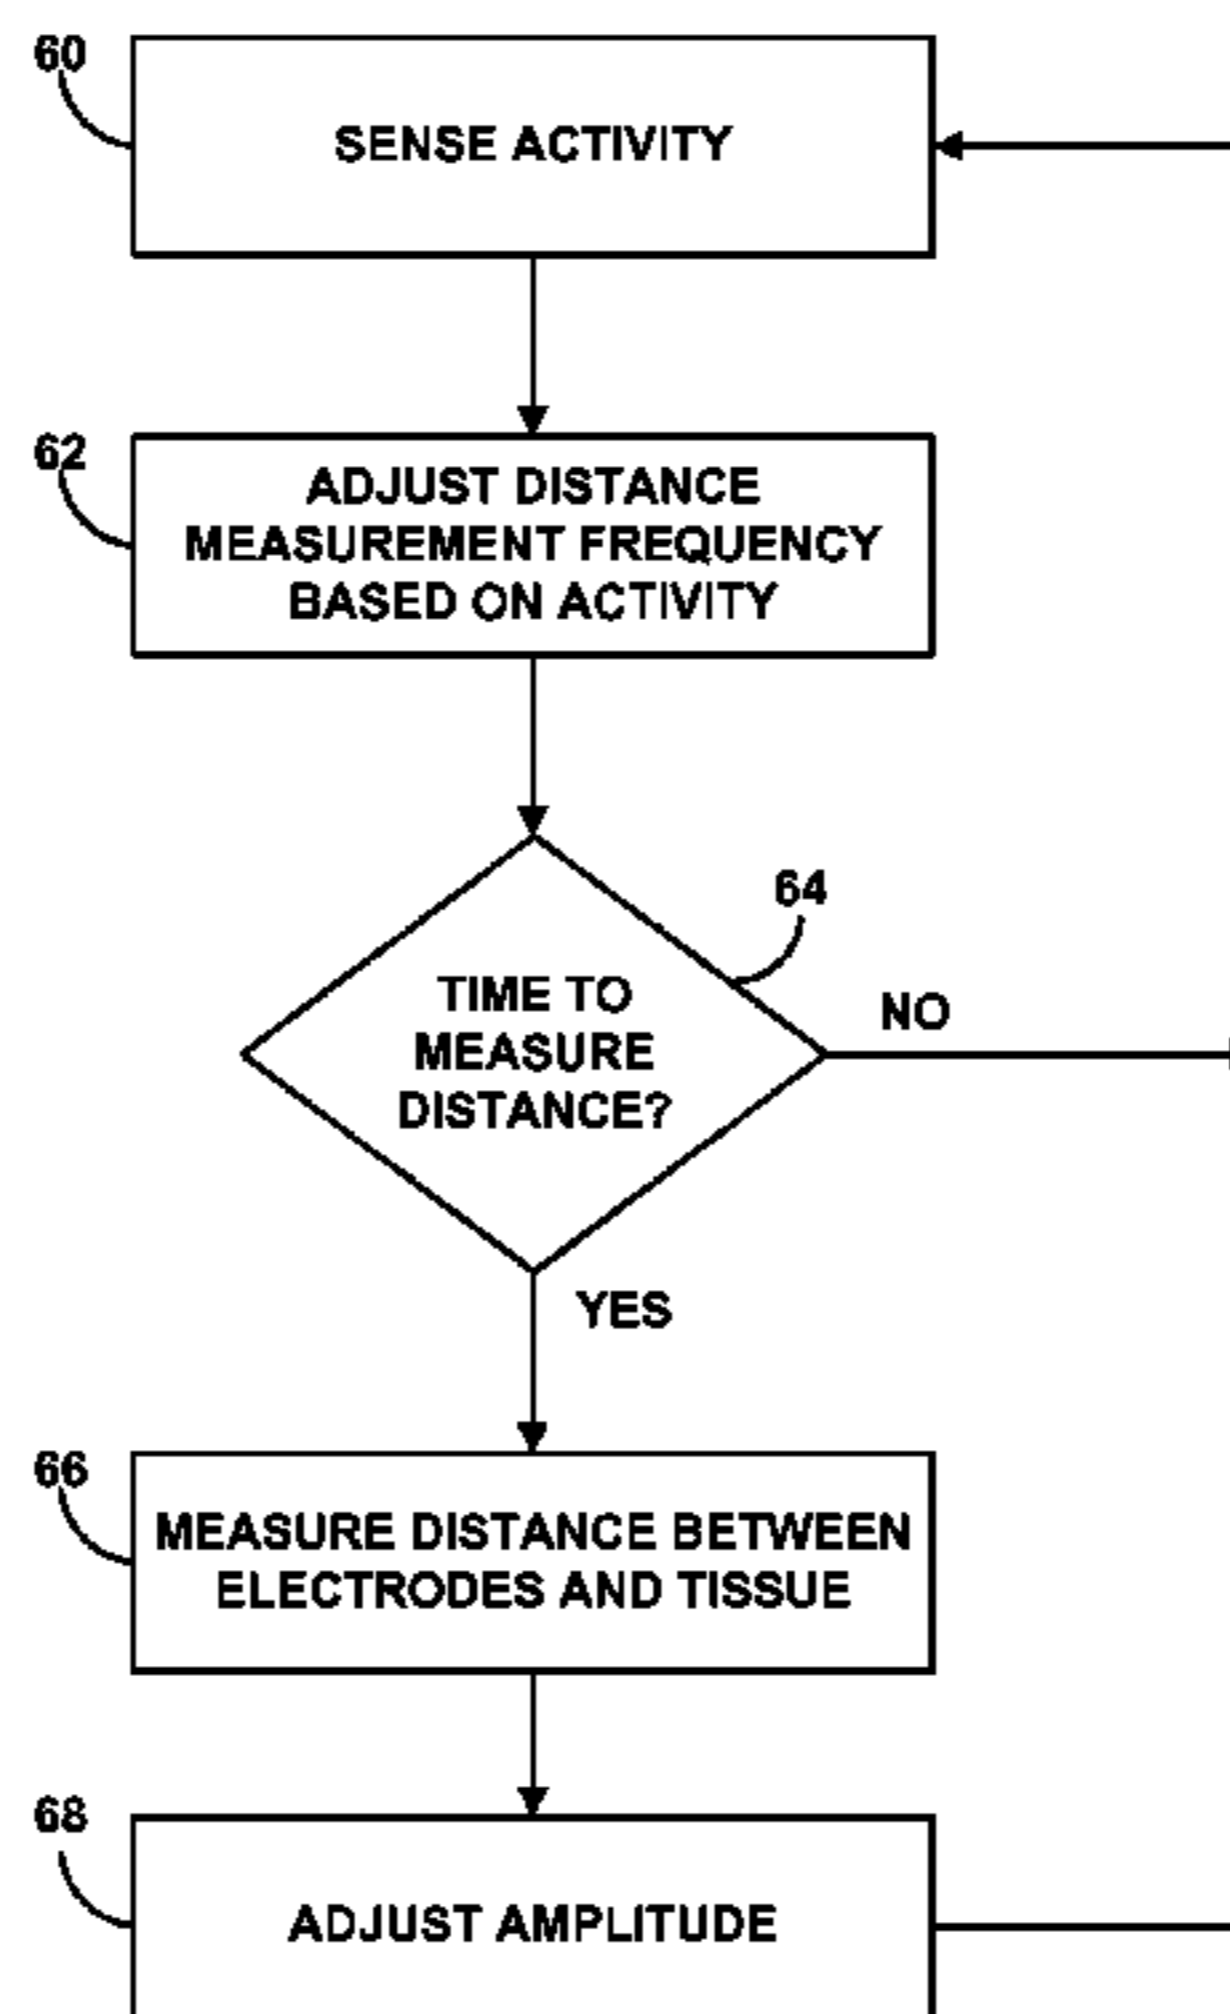 60
SENSE ACTIVITY
62
ADJUST DISTANCE
MEASUREMENT FREQUENCY
BASED ON ACTIVITY
64
TIME TO
MEASURE
DISTANCE?
NO
YES
66
MEASURE DISTANCE BETWEEN
ELECTRODES AND TISSUE
68
ADJUST AMPLITUDE